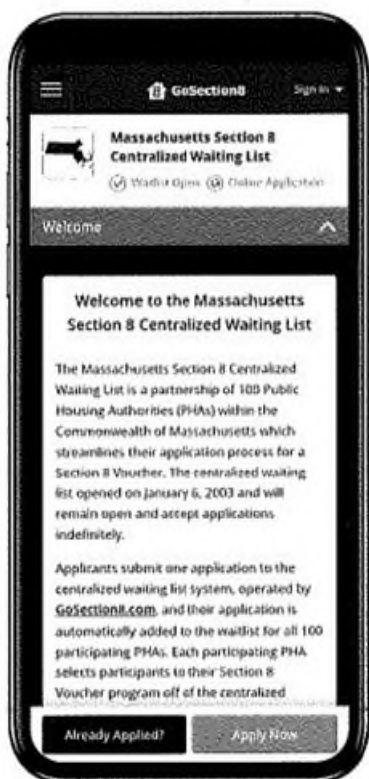 GoSection8
Sign In
Massachusetts Section 8
Centralized Waiting List
Waitlist Open Online Application
Welcome
Welcome to the Massachusetts
Section 8 Centralized Waiting List
The Massachusetts Section 8 Centralized
Waiting List is a partnership of 100 Public
Housing Authorities (PHAs) within the
Commonwealth of Massachusetts which
streamlines their application process for a
Section 8 Voucher. The centralized waiting
list opened on January 6, 2003 and will
remain open and accept applications
indefinitely.
Applicants submit one application to the
centralized waiting list system, operated by
GoSection8.com, and their application is
automatically added to the waitlist for all 100
participating PHAs. Each participating PHA
selects participants to their Section 8
Voucher program off of the centralized
Already Applied?
Apply Now